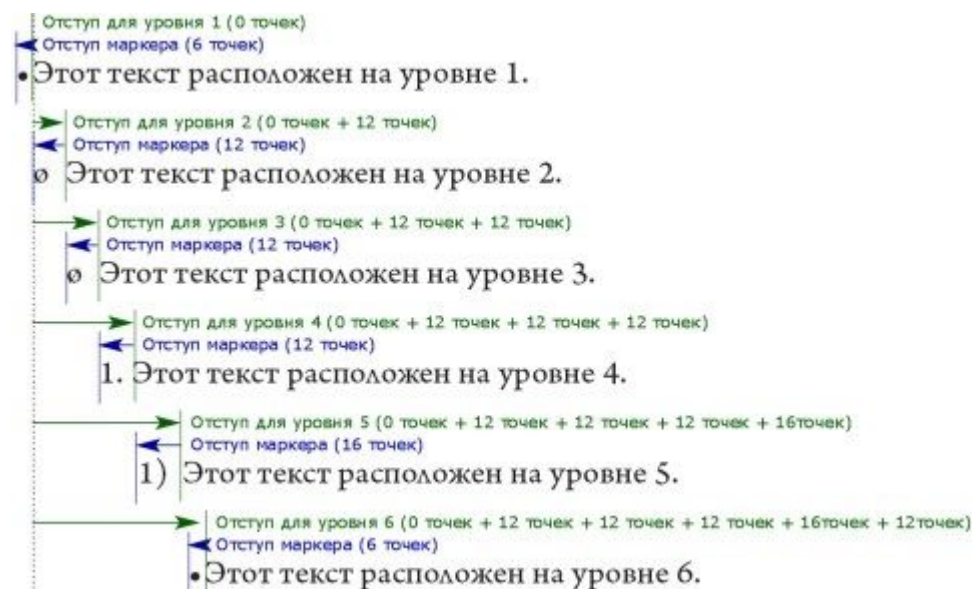 Отступ для уровня 1 (0 точек)
Отступ маркера (6 точек)
•Этот текст расположен на уровне 1.
Отступ для уровня 2 (0 точек + 12 точек)
Отступ маркера (12 точек)
ø Этот текст расположен на уровне 2.
Отступ для уровня 3 (0 точек + 12 точек + 12 точек)
Отступ маркера (12 точек)
ø Этот текст расположен на уровне 3.
Отступ для уровня 4 (0 точек + 12 точек + 12 точек + 12 точек)
Отступ маркера (12 точек)
1. Этот текст расположен на уровне 4.
Отступ для уровня 5 (0 точек + 12 точек + 12 точек + 12 точек + 16точек)
Отступ маркера (16 точек)
1) Этот текст расположен на уровне 5.
Отступ для уровня 6 (0 точек + 12 точек + 12 точек + 12 точек + 16точек + 12точек)
Отступ маркера (6 точек)
•Этот текст расположен на уровне 6.